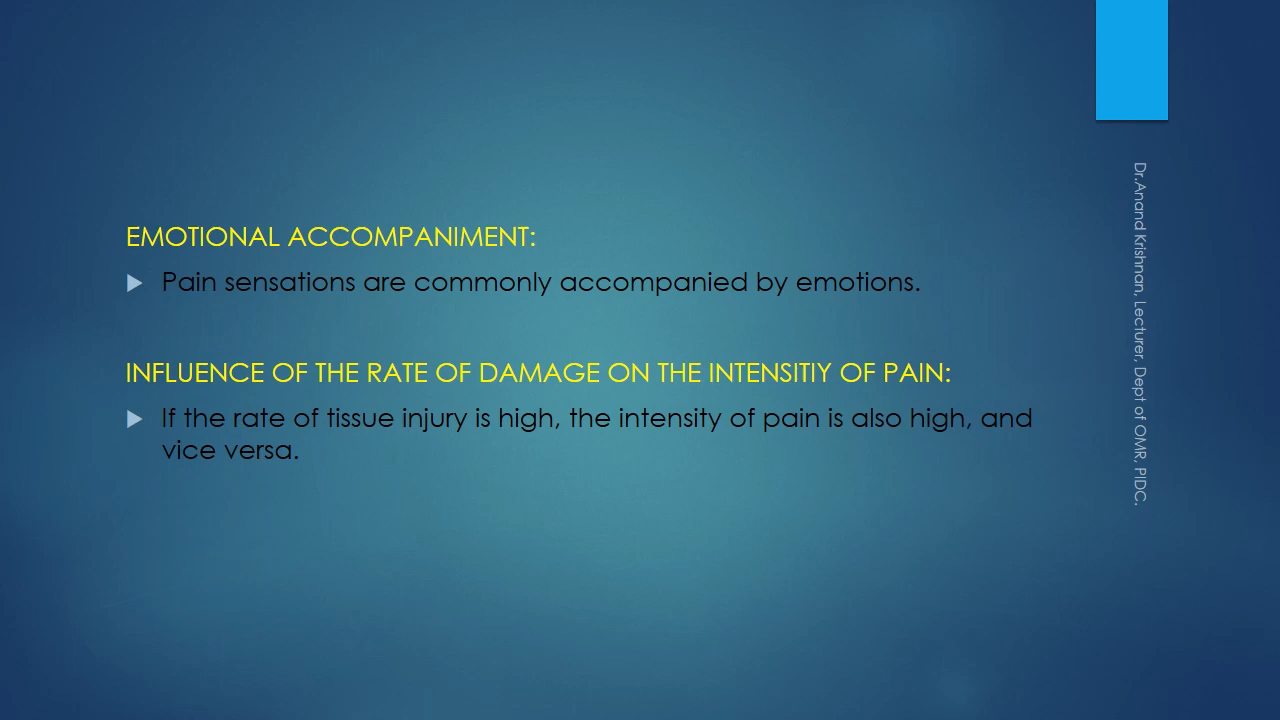 EMOTIONAL ACCOMPANIMENT:
Pain sensations are commonly accompanied by emotions.
INFLUENCE OF THE RATE OF DAMAGE ON THE INTENSITIY OF PAIN:
If the rate of tissue injury is high, the intensity of pain is also high, and
vice versa.
Dr.Anand Krishnan, Lecturer, Dept of OMR, PIDC.